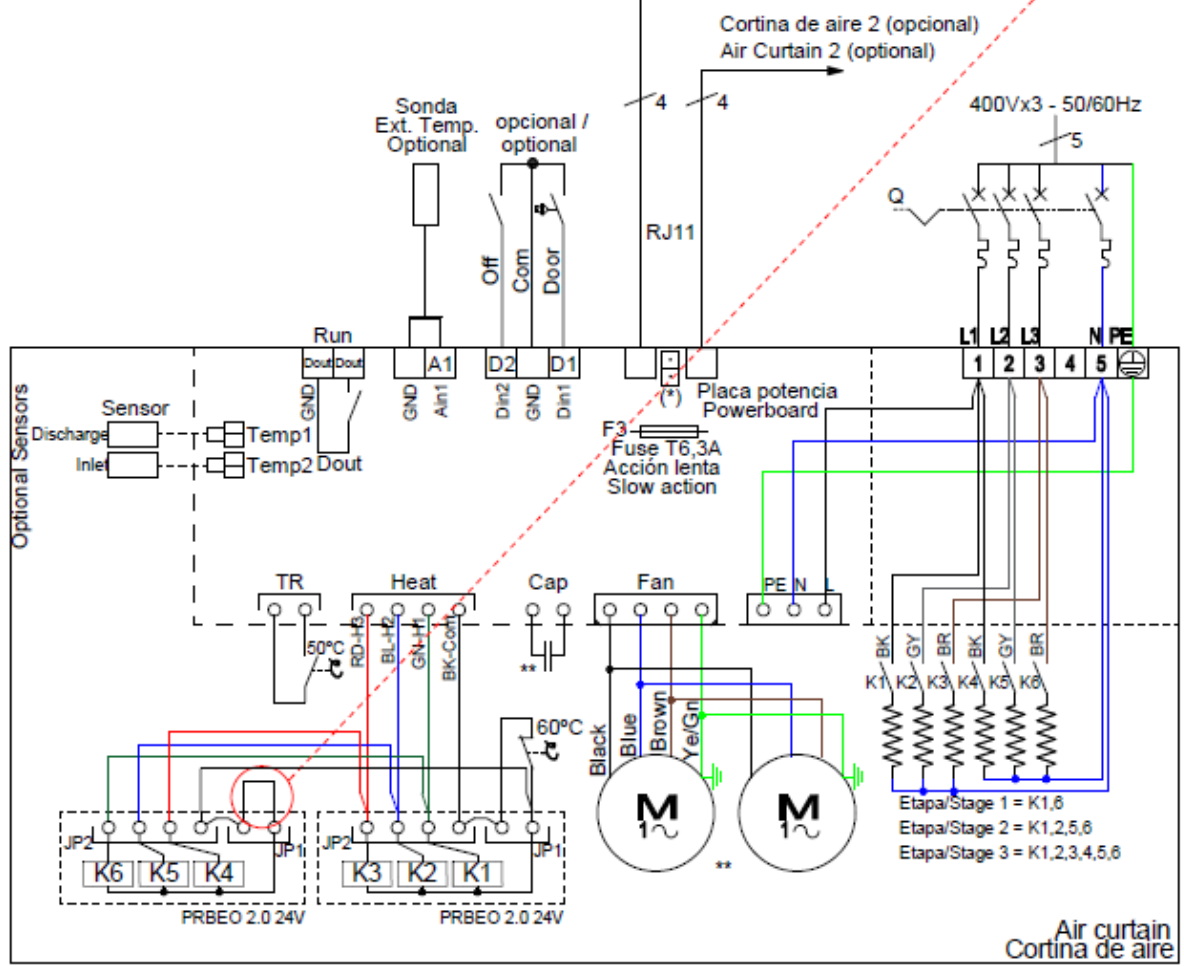 Cortina de aire 2 (opcional)
Air Curtain 2 (optional)
4
4
400Vx3 - 50/60Hz
5
Sonda
Ext. Temp.
Optional
opcional /
optional
Q
RJ11
Off
Com
Door
L1 L2 L3 N PE
Run
Dout Dout
A1
D2
D1
1 2 3 4 5
GND
GND
Ain1
Din2
GND
Din1
(*)
Placa potencia
Powerboard
Optional Sensors
Sensor
Discharge
Temp1
Inlet
Temp2
Dout
F3
Fuse T6,3A
Acción lenta
Slow action
TR
Heat
Cap
Fan
PE N L
50ºC
RD-H3
BL-H2
GN-H1
BK-Com
**
BK GY BR BK GY BR
K1 K2 K3 K4 K5 K6
60ºC
Black
Blue
Brown
Ye/Gn
M
1~
M
1~
**
Etapa/Stage 1 = K1,6
Etapa/Stage 2 = K1,2,5,6
Etapa/Stage 3 = K1,2,3,4,5,6
JP2
JP1
JP2
JP1
K6 K5 K4
K3 K2 K1
PRBEO 2.0 24V
PRBEO 2.0 24V
Air curtain
Cortina de aire